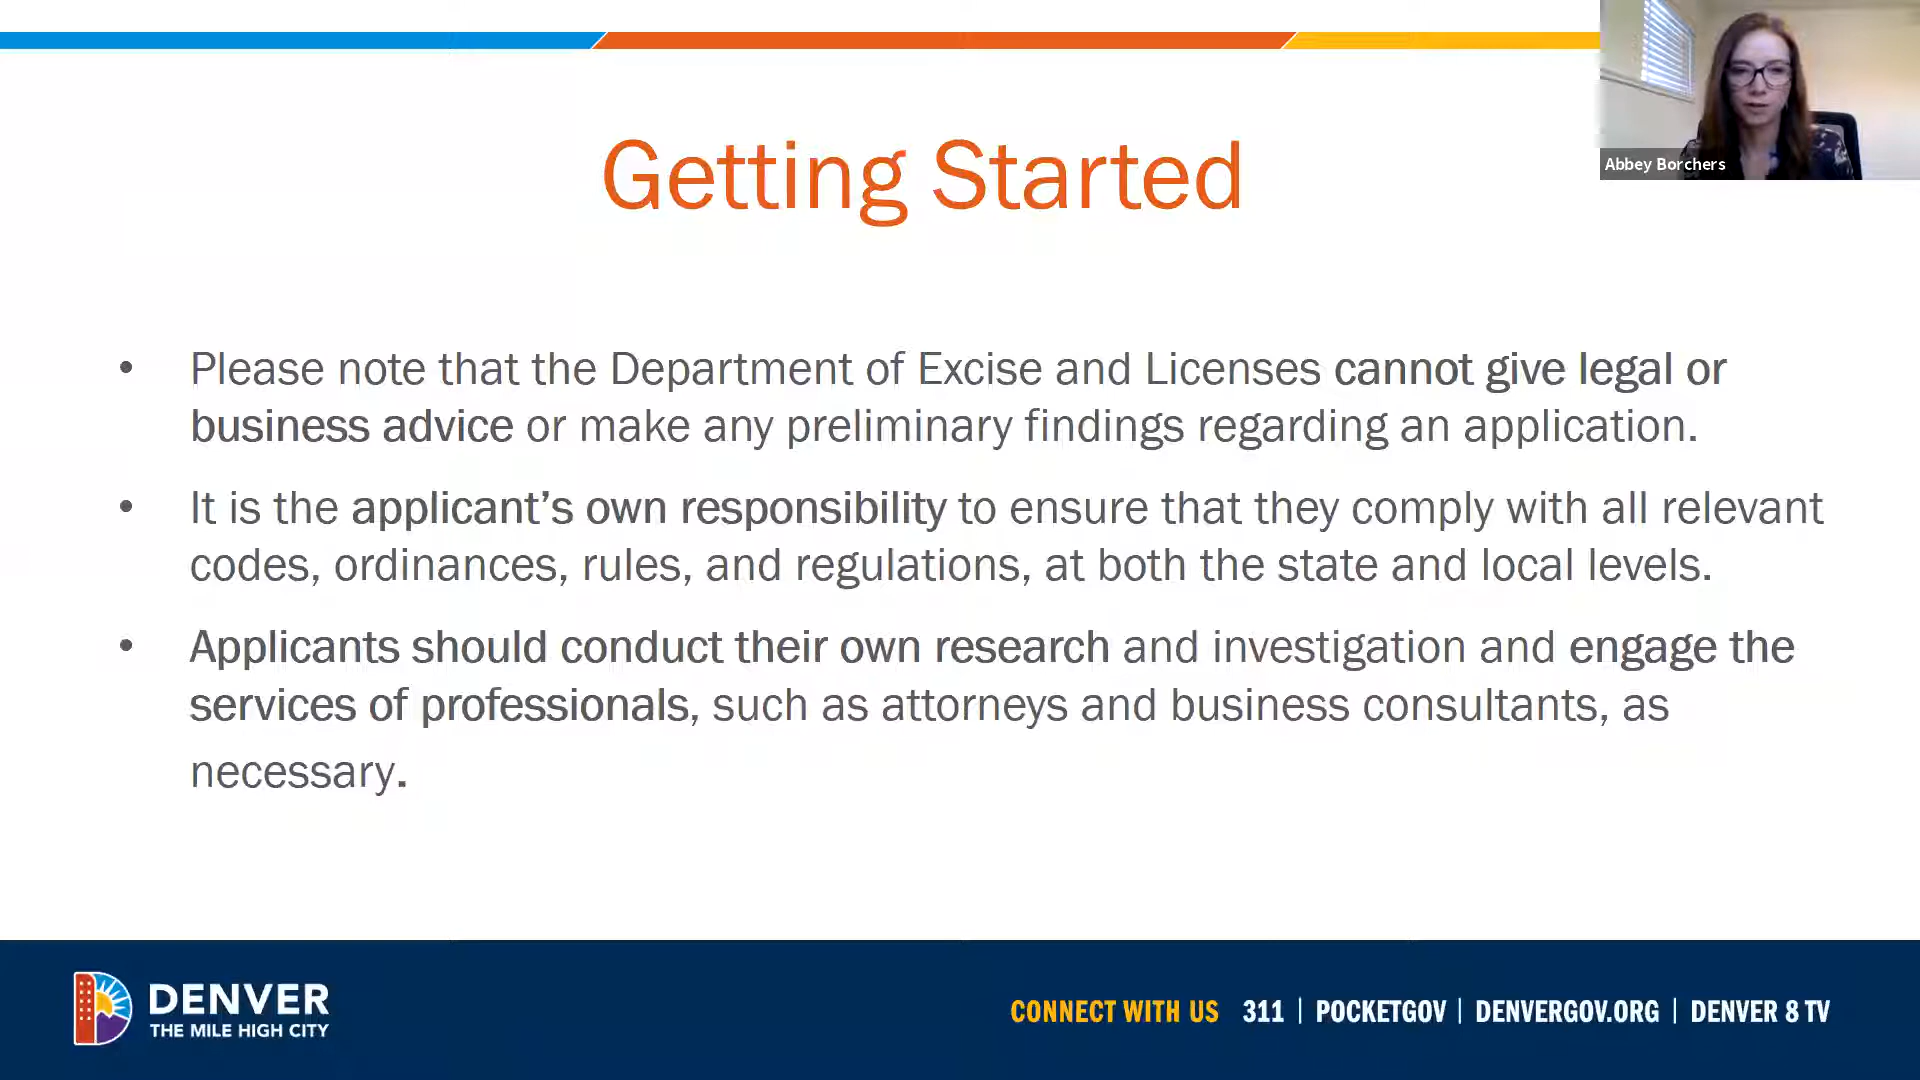 Abbey Borchers
Getting Started
• Please note that the Department of Excise and Licenses cannot give legal or
business advice or make any preliminary findings regarding an application.
• It is the applicant’s own responsibility to ensure that they comply with all relevant
codes, ordinances, rules, and regulations, at both the state and local levels.
• Applicants should conduct their own research and investigation and engage the
services of professionals, such as attorneys and business consultants, as
necessary.
DENVER
THE MILE HIGH CITY
CONNECT WITH US 311 | POCKETGOV | DENVERGOV.ORG | DENVER 8 TV